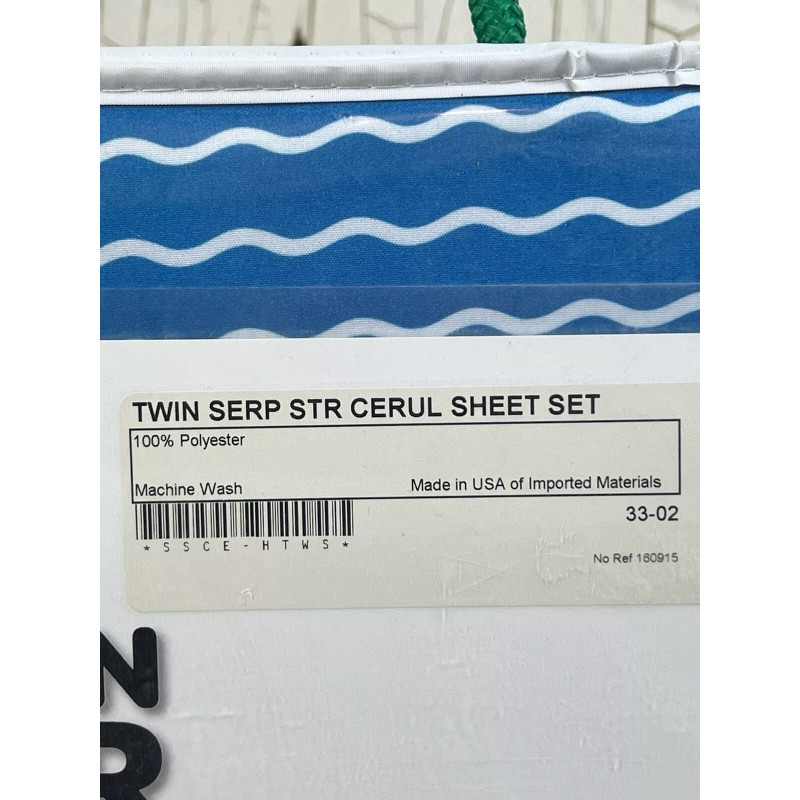 TWIN SERP STR CERUL SHEET SET
100% Polyester
Machine Wash Made in USA of Imported Materials
33-02
*SSCE-HTWS*
No Ref 160915
N
R